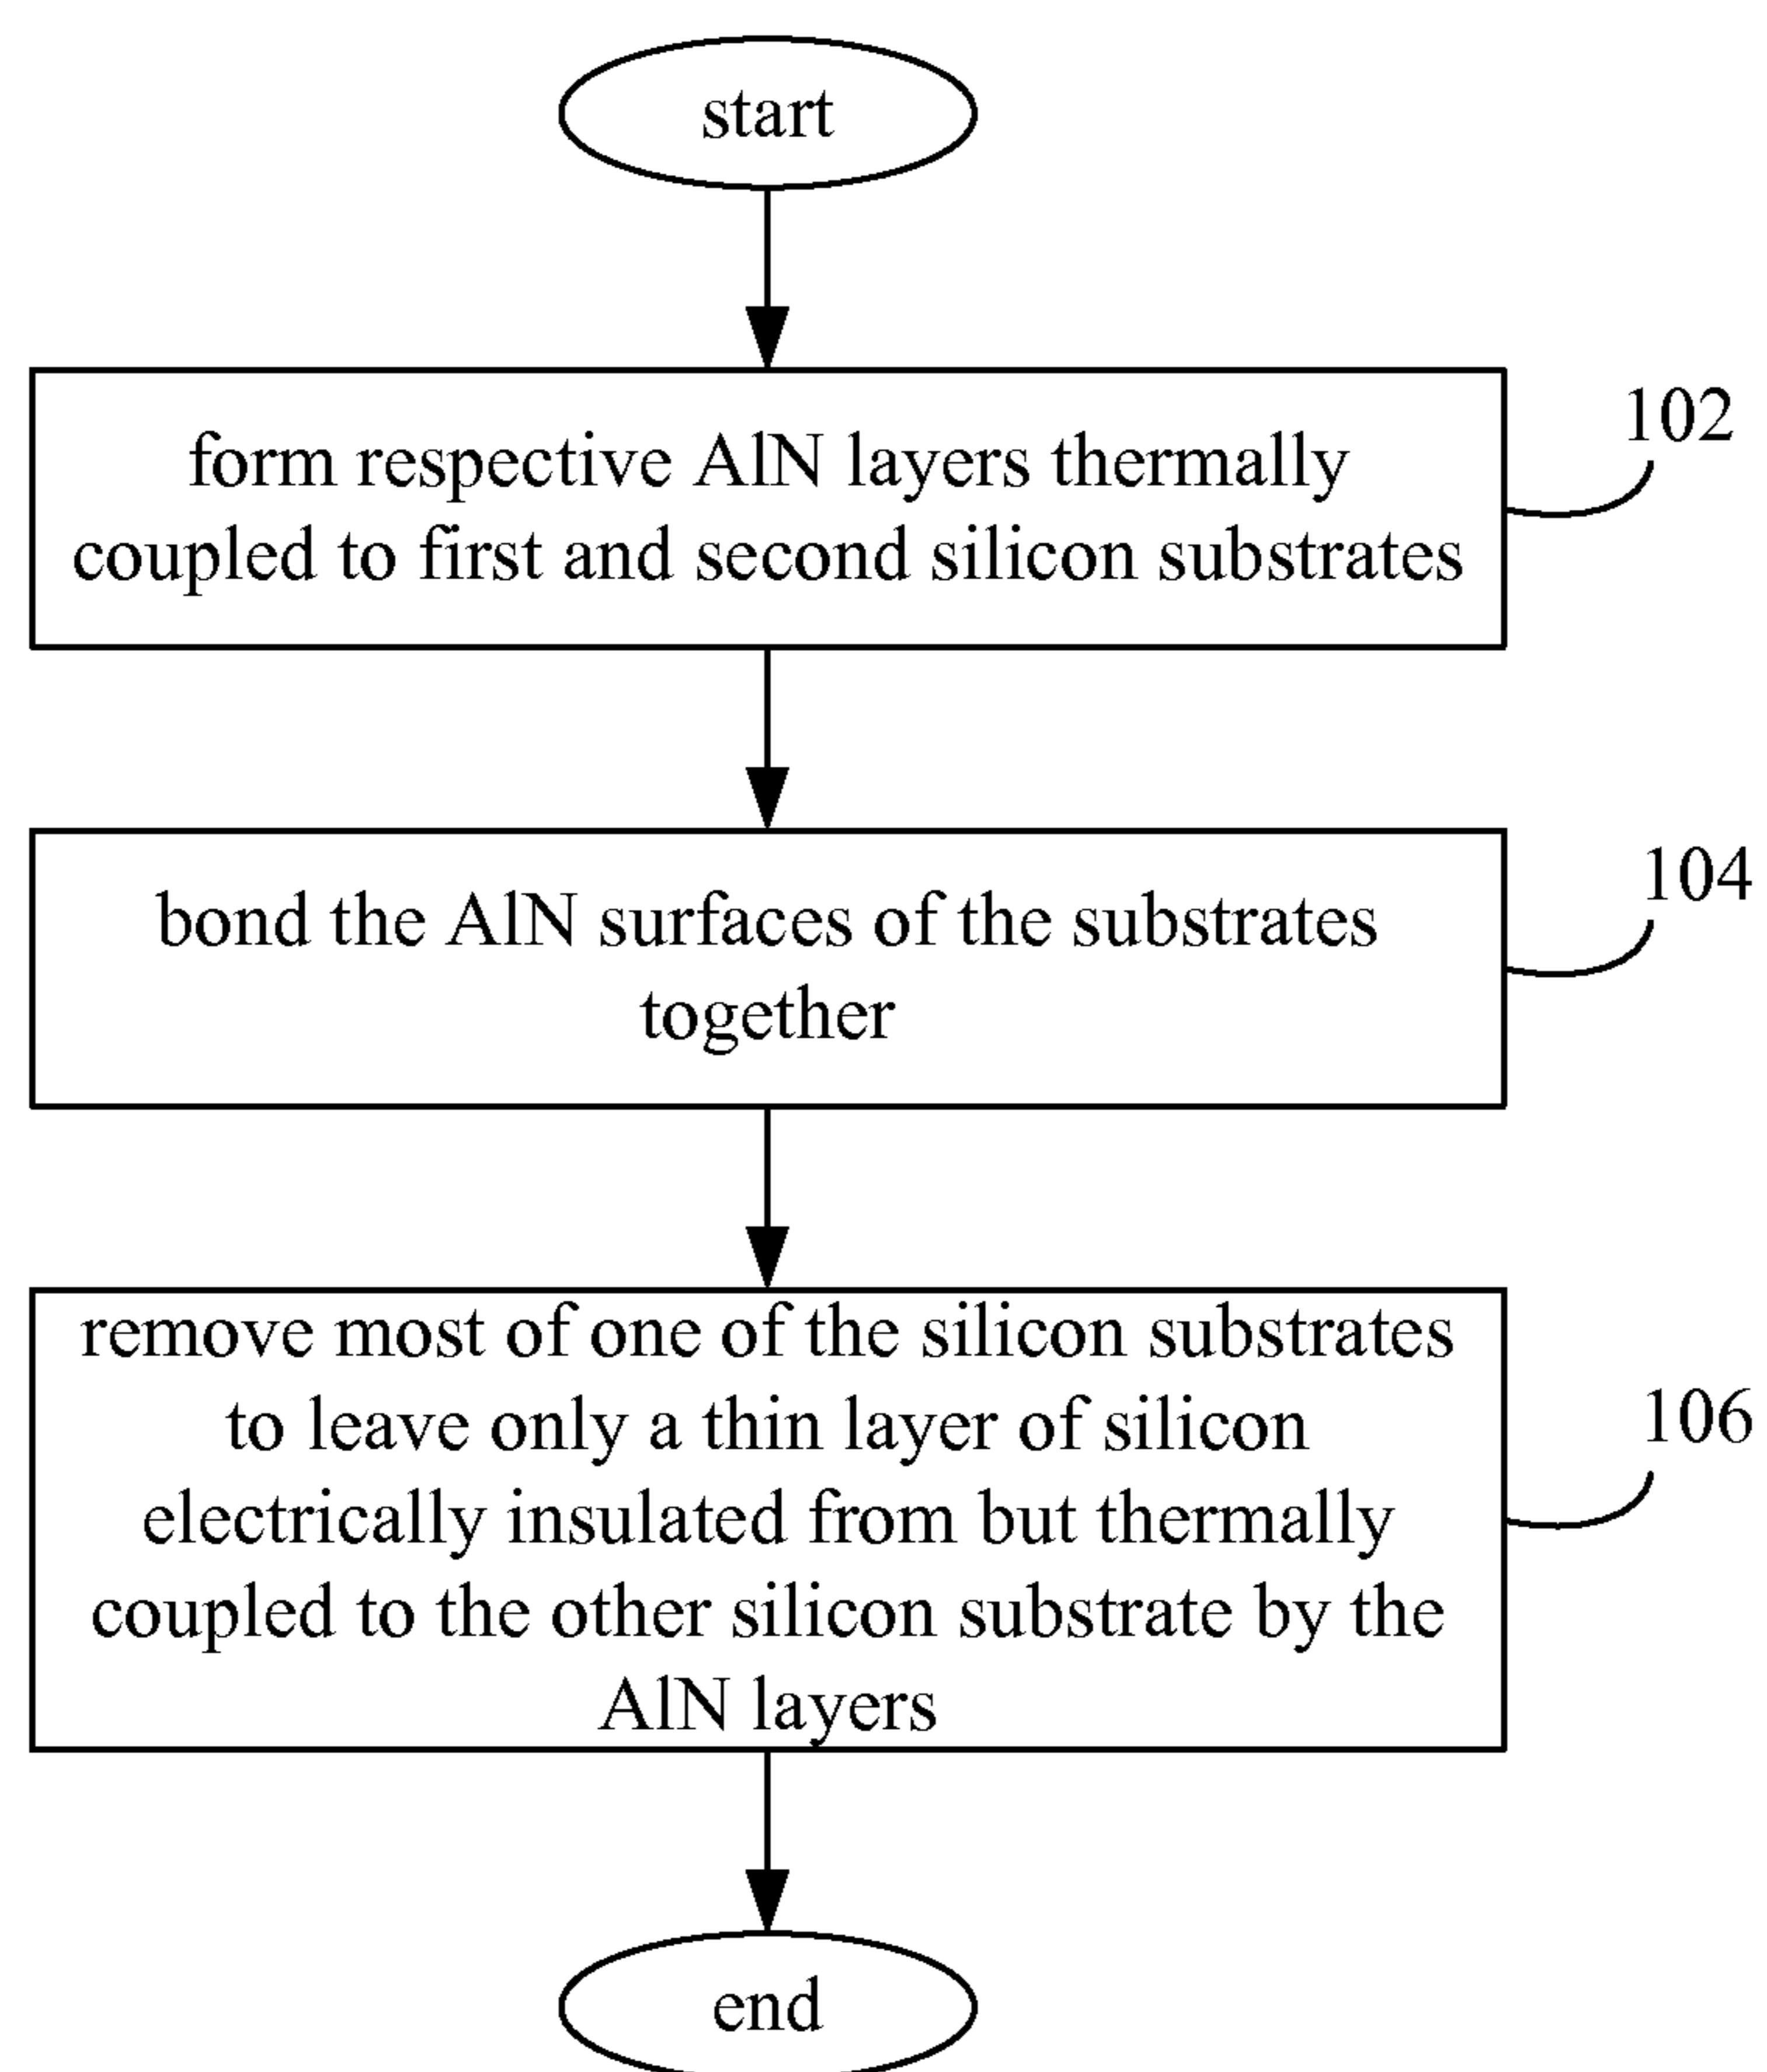 start
form respective AlN layers thermally
coupled to first and second silicon substrates
102
bond the AlN surfaces of the substrates
together
104
remove most of one of the silicon substrates
to leave only a thin layer of silicon
electrically insulated from but thermally
coupled to the other silicon substrate by the
AlN layers
106
end